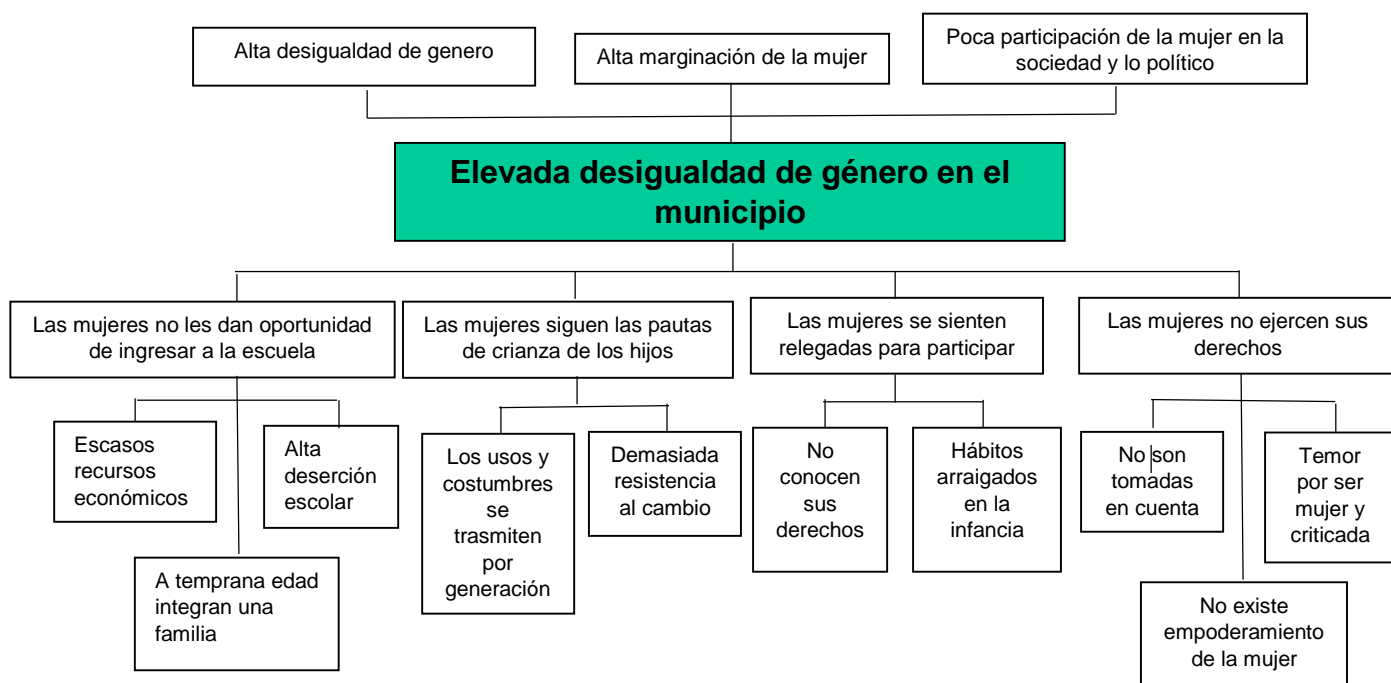 Alta desigualdad de genero
Alta marginación de la mujer
Poca participación de la mujer en la
sociedad y lo político
Elevada desigualdad de género en el
municipio
Las mujeres no les dan oportunidad
de ingresar a la escuela
Las mujeres siguen las pautas
de crianza de los hijos
Las mujeres se sienten
relegadas para participar
Las mujeres no ejercen sus
derechos
Escasos
recursos
económicos
Alta
deserción
escolar
A temprana edad
integran una
familia
Los usos y
costumbres
se
trasmiten
por
generación
Demasiada
resistencia
al cambio
No
conocen
sus
derechos
Hábitos
arraigados
en la
infancia
No son
tomadas
en cuenta
Temor
por ser
mujer y
criticada
No existe
empoderamiento
de la mujer